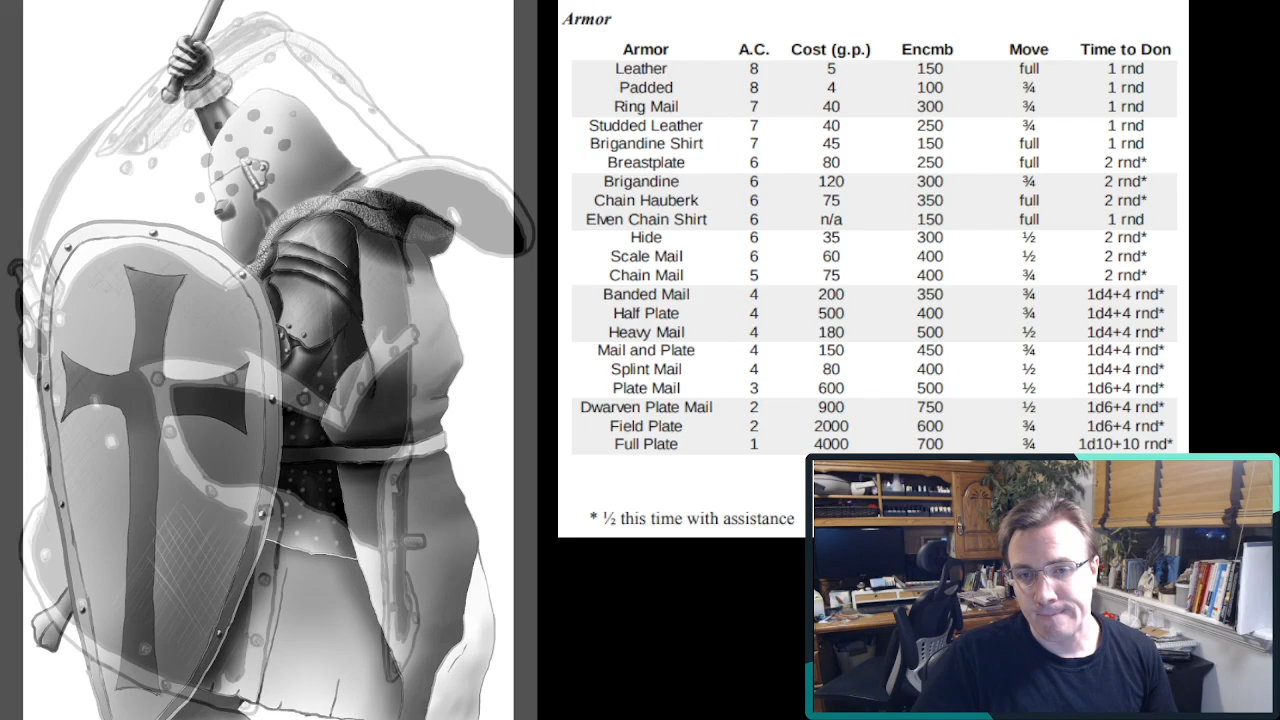 Armor
Armor A.C. Cost (g.p.) Encmb Move Time to Don
Leather 8 5 150 full 1 rnd
Padded 8 4 100 ¾ 1 rnd
Ring Mail 7 40 300 ¾ 1 rnd
Studded Leather 7 40 250 ¾ 1 rnd
Brigandine Shirt 7 45 150 full 1 rnd
Breastplate 6 80 250 full 2 rnd*
Brigandine 6 120 300 ¾ 2 rnd*
Chain Hauberk 6 75 350 full 2 rnd*
Elven Chain Shirt 6 n/a 150 full 1 rnd
Hide 6 35 300 ½ 2 rnd*
Scale Mail 6 60 400 ½ 2 rnd*
Chain Mail 5 75 400 ¾ 2 rnd*
Banded Mail 4 200 350 ¾ 1d4+4 rnd*
Half Plate 4 500 400 ¾ 1d4+4 rnd*
Heavy Mail 4 180 500 ½ 1d4+4 rnd*
Mail and Plate 4 150 450 ¾ 1d4+4 rnd*
Splint Mail 4 80 400 ½ 1d4+4 rnd*
Plate Mail 3 600 500 ½ 1d6+4 rnd*
Dwarven Plate Mail 2 900 750 ½ 1d6+4 rnd*
Field Plate 2 2000 600 ¾ 1d6+4 rnd*
Full Plate 1 4000 700 ¾ 1d10+10 rnd*
* ½ this time with assistance